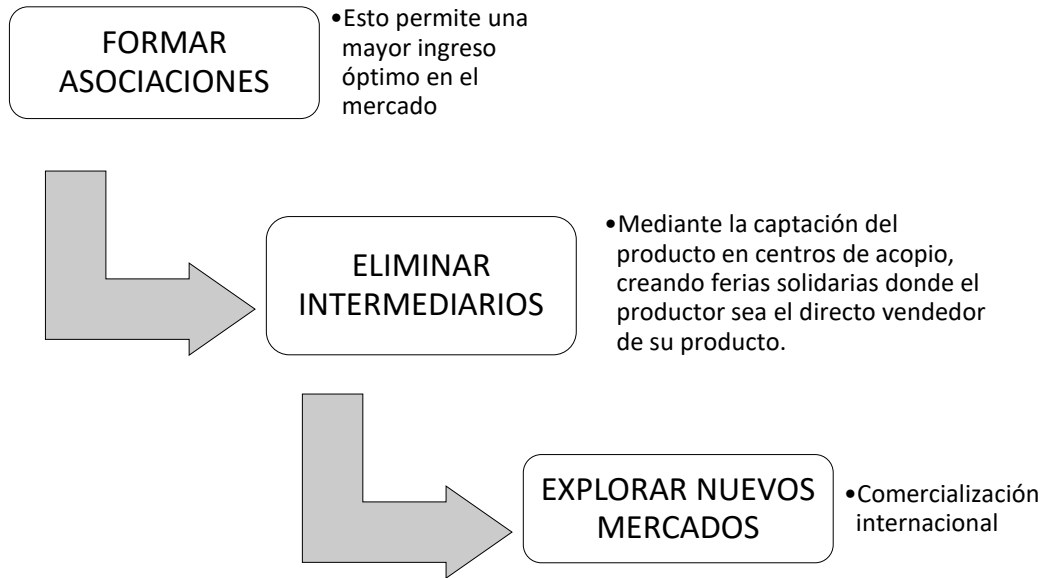 FORMAR
ASOCIACIONES
•Esto permite una
mayor ingreso
óptimo en el
mercado
ELIMINAR
INTERMEDIARIOS
•Mediante la captación del
producto en centros de acopio,
creando ferias solidarias donde el
productor sea el directo vendedor
de su producto.
EXPLORAR NUEVOS
MERCADOS
•Comercialización
internacional